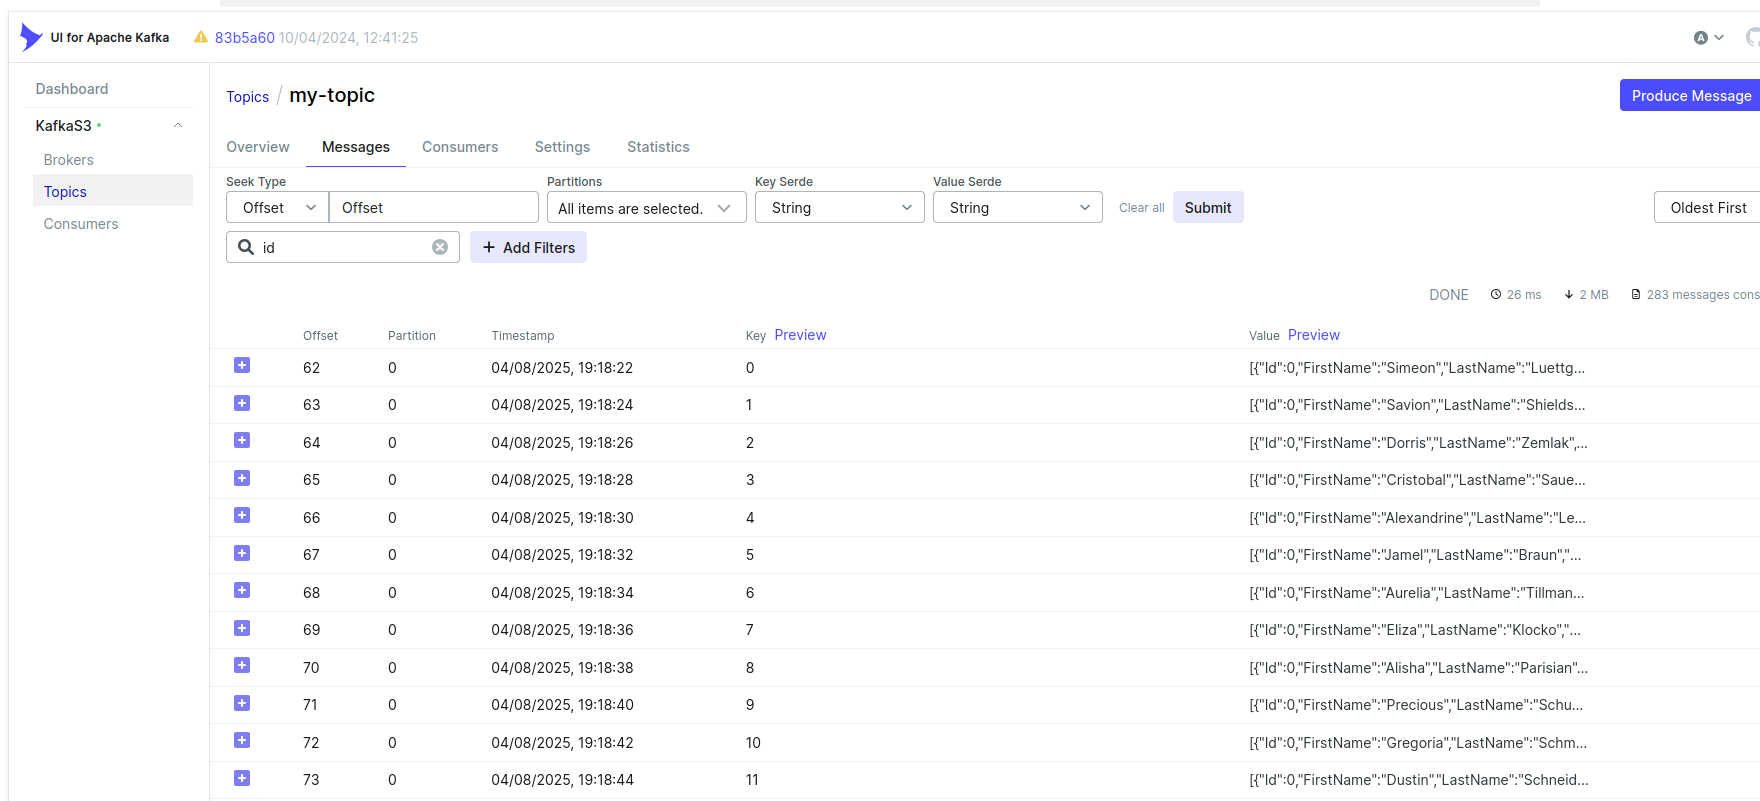 UI for Apache Kafka 83b5a60 10/04/2024, 12:41:25 A
Dashboard
KafkaS3
Brokers
Topics
Consumers
Topics / my-topic
Produce Message
Overview Messages Consumers Settings Statistics
Seek Type Partitions Key Serde Value Serde
Offset Offset All items are selected. String String Clear all Submit Oldest First
id Add Filters
DONE 26 ms 2 MB 283 messages cons
Offset Partition Timestamp Key Preview Value Preview
62 0 04/08/2025, 19:18:22 0 [{"Id":0,"FirstName":"Simeon","LastName":"Luettg...
63 0 04/08/2025, 19:18:24 1 [{"Id":0,"FirstName":"Savion","LastName":"Shields...
64 0 04/08/2025, 19:18:26 2 [{"Id":0,"FirstName":"Dorris","LastName":"Zemlak",...
65 0 04/08/2025, 19:18:28 3 [{"Id":0,"FirstName":"Cristobal","LastName":"Saue...
66 0 04/08/2025, 19:18:30 4 [{"Id":0,"FirstName":"Alexandrine","LastName":"Le...
67 0 04/08/2025, 19:18:32 5 [{"Id":0,"FirstName":"Jamel","LastName":"Braun","...
68 0 04/08/2025, 19:18:34 6 [{"Id":0,"FirstName":"Aurelia","LastName":"Tillman...
69 0 04/08/2025, 19:18:36 7 [{"Id":0,"FirstName":"Eliza","LastName":"Klocko","...
70 0 04/08/2025, 19:18:38 8 [{"Id":0,"FirstName":"Alisha","LastName":"Parisian"...
71 0 04/08/2025, 19:18:40 9 [{"Id":0,"FirstName":"Precious","LastName":"Schu...
72 0 04/08/2025, 19:18:42 10 [{"Id":0,"FirstName":"Gregoria","LastName":"Schm...
73 0 04/08/2025, 19:18:44 11 [{"Id":0,"FirstName":"Dustin","LastName":"Schneid...